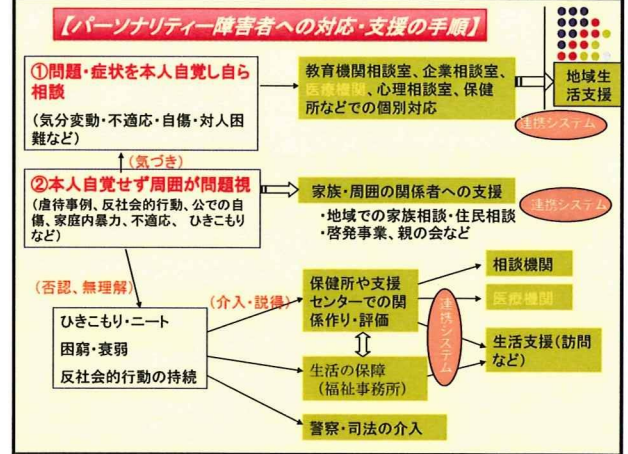 【パーソナリティー障害者への対応・支援の手順】
①問題・症状を本人自覚し自ら
相談
(気分変動・不適応・自傷・対人困
難など)
教育機関相談室、企業相談室、
医療機関、心理相談室、保健
所などでの個別対応
地域生
活支援
連携システム
(気づき)
②本人自覚せず周囲が問題視
(虐待事例、反社会的行動、公での自
傷、家庭内暴力、不適応、ひきこもり
など)
家族・周囲の関係者への支援
連携システム
・地域での家族相談・住民相談
・啓発事業、親の会など
(否認、無理解)
(介入・説得)
ひきこもり・ニート
困窮・衰弱
反社会的行動の持続
保健所や支援
センターでの関
係作り・評価
生活の保障
(福祉事務所)
警察・司法の介入
連携システム
相談機関
医療機関
生活支援(訪問
など)